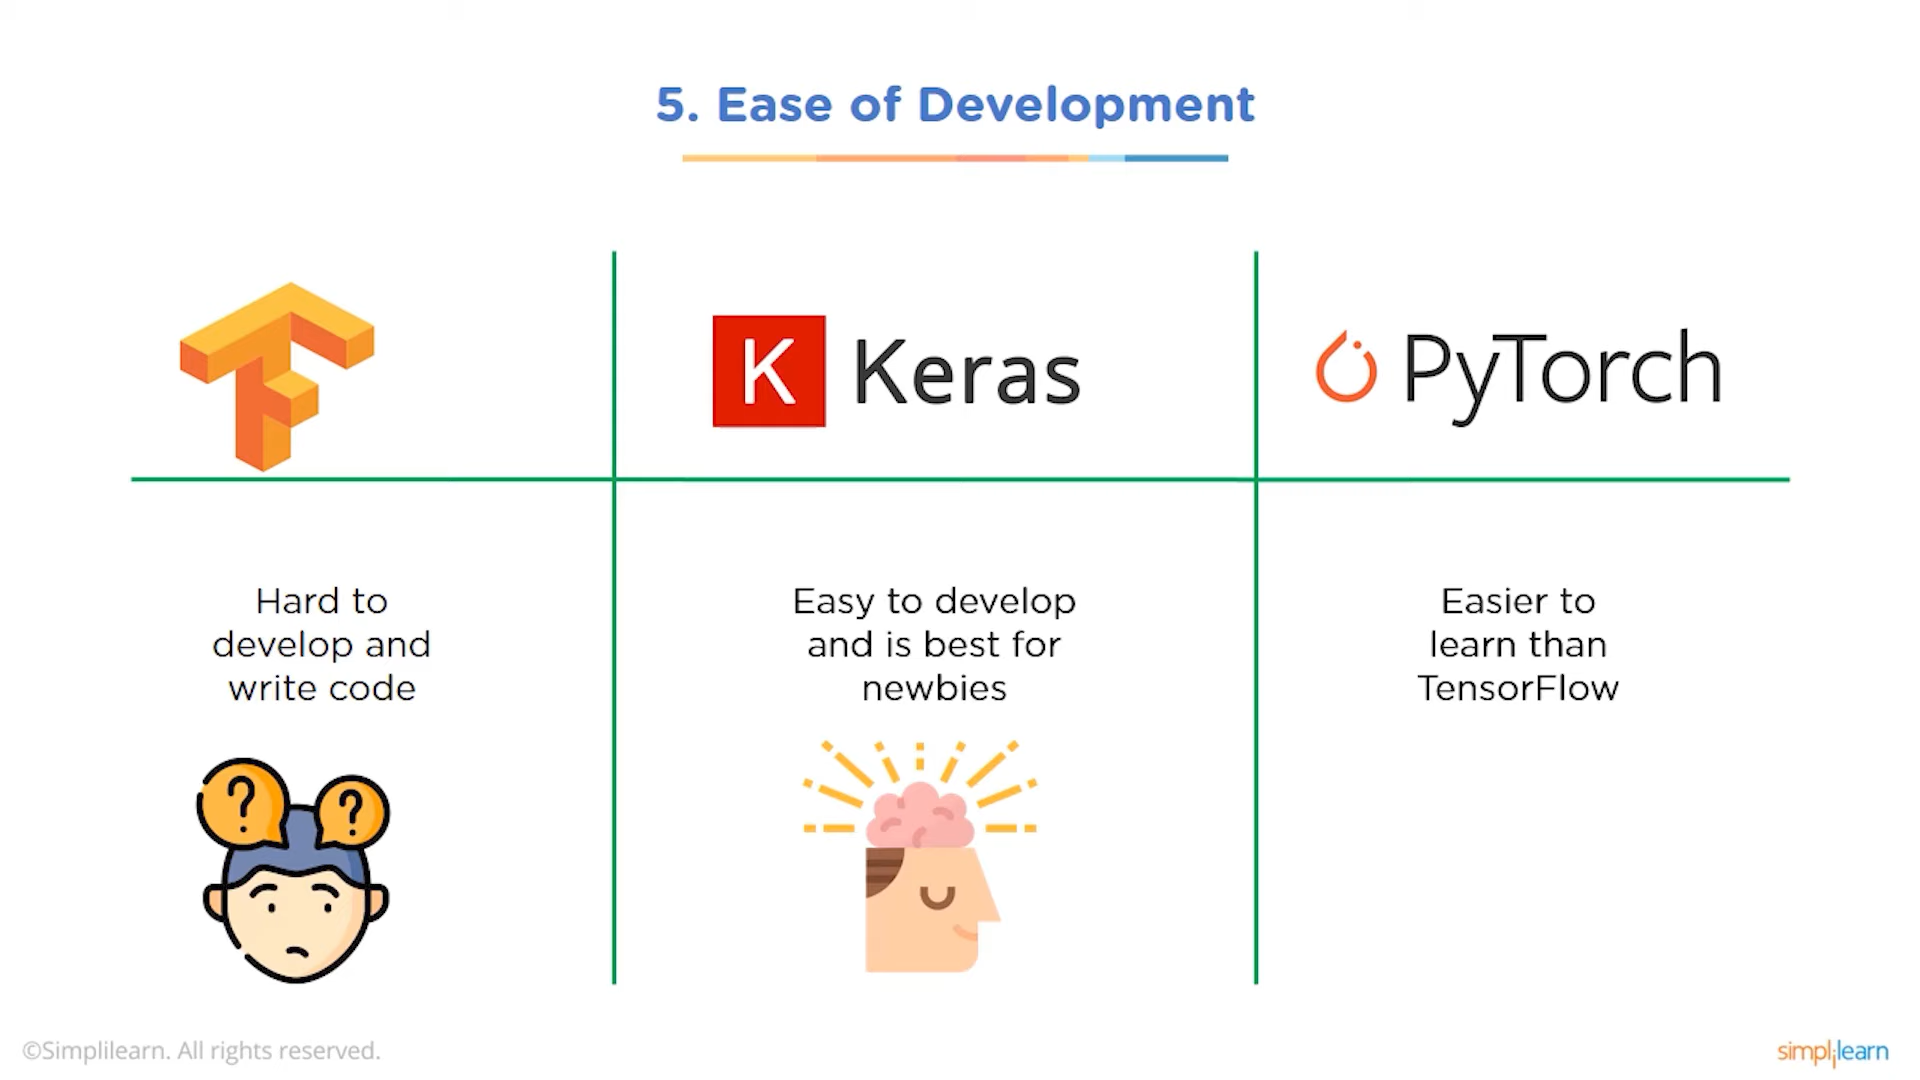 5. Ease of Development
K Keras
PyTorch
Hard to
develop and
write code
Easy to develop
and is best for
newbies
Easier to
learn than
TensorFlow
? ?
©Simplilearn. All rights reserved.
simplilearn